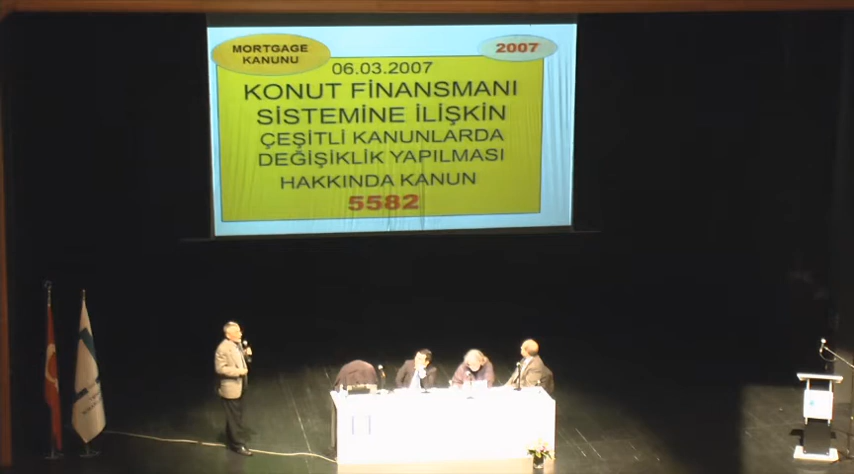 MORTGAGE
KANUNU
2007
06.03.2007
KONUT FİNANSMANI
SİSTEMİNE İLİŞKİN
ÇEŞİTLİ KANUNLARDA
DEĞİŞİKLİK YAPILMASI
HAKKINDA KANUN
5582